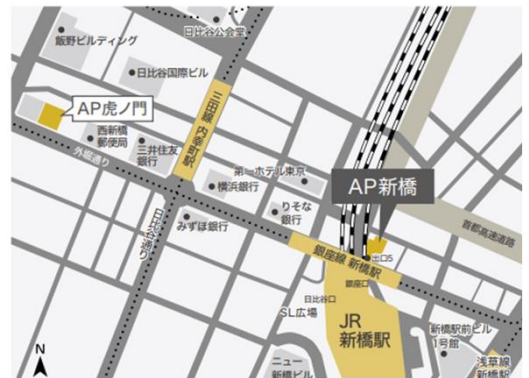 日比谷公会堂
飯野ビルディング
日比谷国際ビル
AP虎ノ門
三田線 内幸町駅
西新橋
郵便局
三井住友
銀行
外堀通り
第一ホテル東京
横浜銀行
AP新橋
りそな
銀行
みずほ銀行
日比谷通り
首都高速道路
銀座線 新橋駅
出口5
銀座口
日比谷口
SL広場
JR
新橋駅
新橋駅前ビル
1号館
N
ニュー
新橋ビル
浅草線
新橋駅